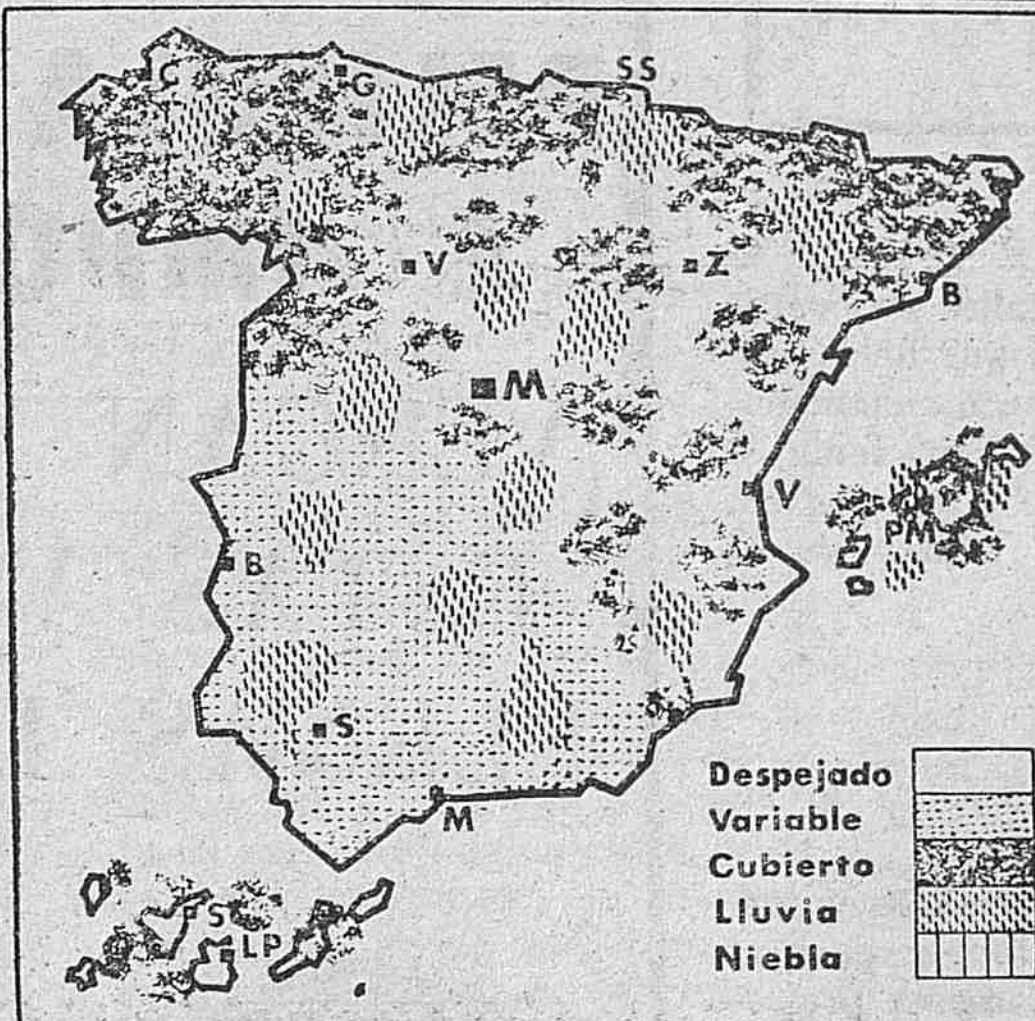 C
G
SS
V
Z
B
M
V
PM
B
S
M
S
LP
Despejado
Variable
Cubierto
Lluvia
Niebla